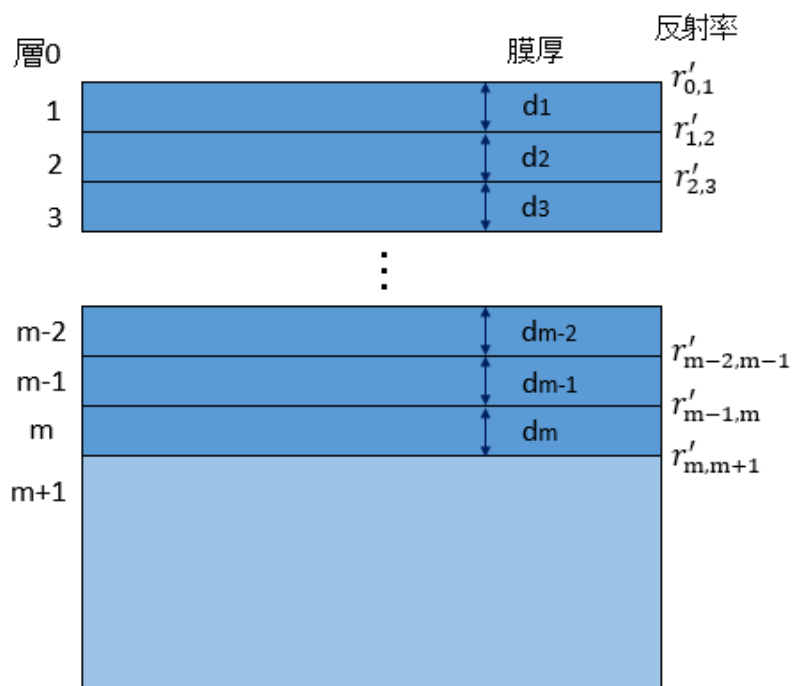 反射率
層0 膜厚
r′0,1
1 d1
r′1,2
2 d2
r′2,3
3 d3
⋮
m-2 dm-2
r′m−2,m−1
m-1 dm-1
r′m−1,m
m dm
r′m,m+1
m+1